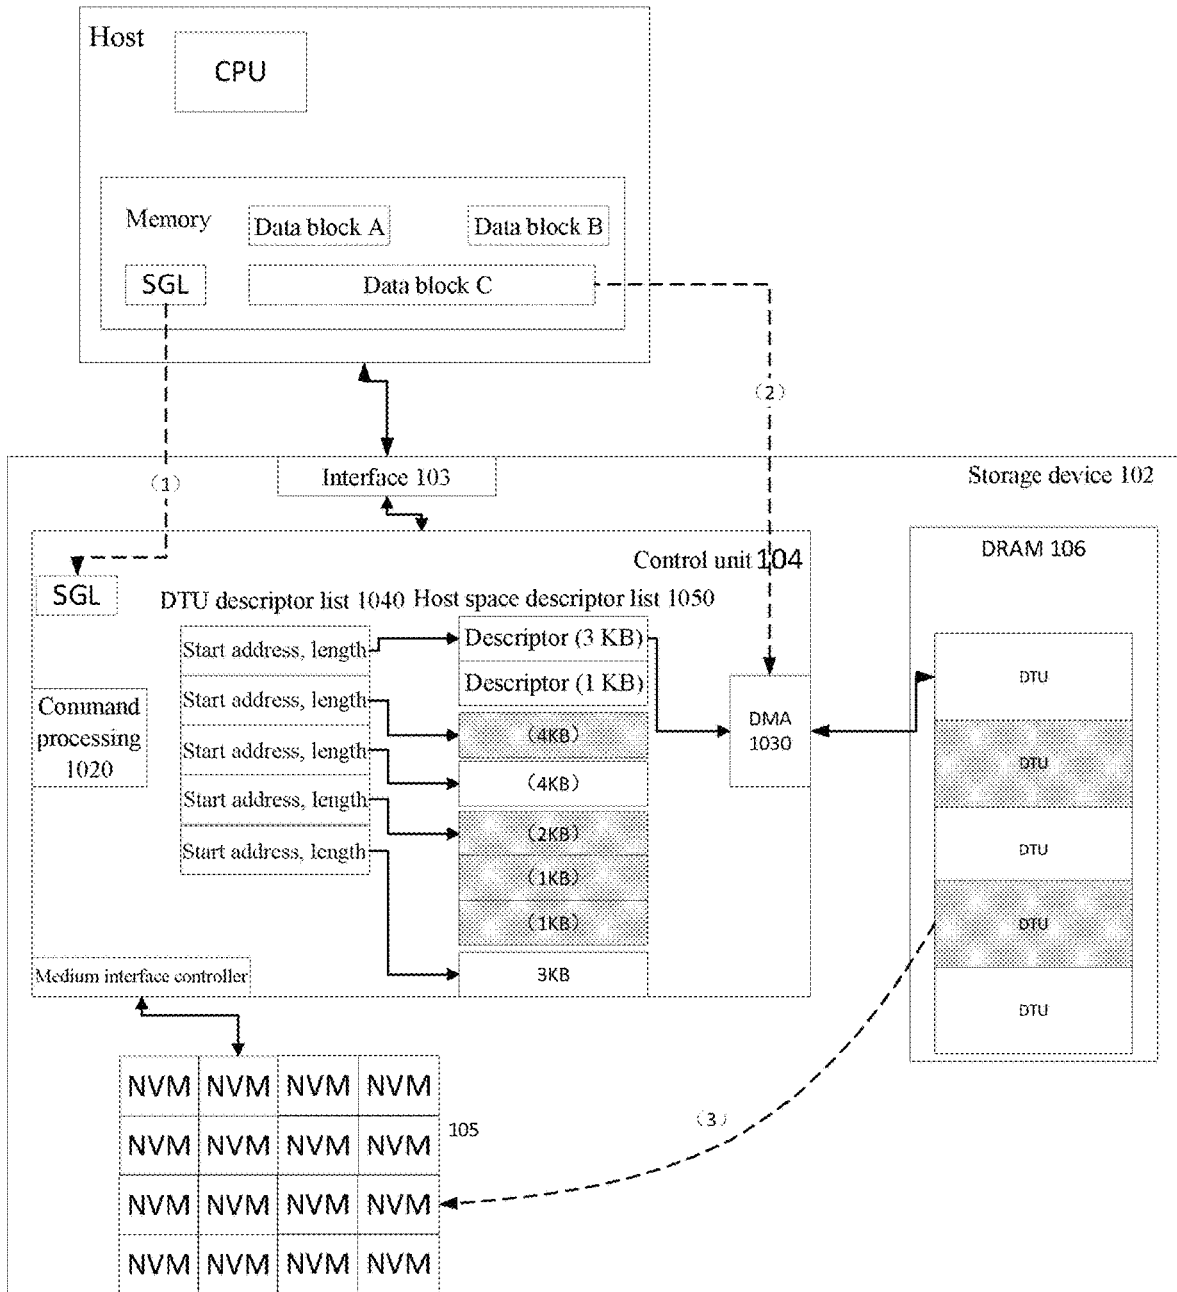 Host
CPU
Memory
Data block A
Data block B
SGL
Data block C
(1)
(2)
Interface 103
Storage device 102
Control unit 104
DRAM 106
SGL
DTU descriptor list 1040
Host space descriptor list 1050
Start address, length
Start address, length
Start address, length
Start address, length
Start address, length
Descriptor (3 KB)
Descriptor (1 KB)
(4KB)
(4KB)
(2KB)
(1KB)
(1KB)
3KB
Command
processing
1020
DMA
1030
DTU
DTU
DTU
DTU
DTU
Medium interface controller
NVM NVM NVM NVM
NVM NVM NVM NVM
NVM NVM NVM NVM
NVM NVM NVM NVM
105
(3)